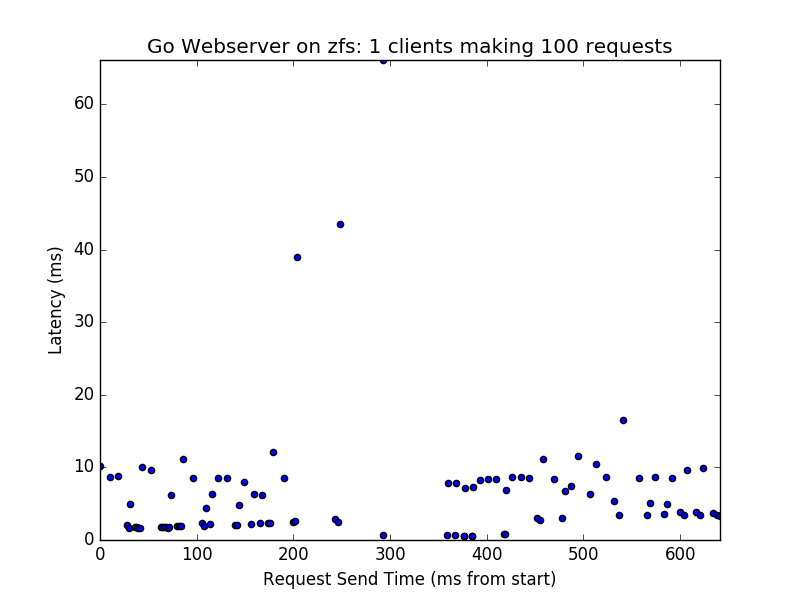 Go Webserver on zfs: 1 clients making 100 requests
60
50
40
30
20
10
0
Latency (ms)
0 100 200 300 400 500 600
Request Send Time (ms from start)